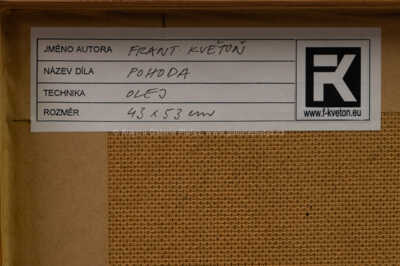 JMÉNO AUTORA FRANT KVĚTOŇ
NÁZEV DÍLA POHODA
TECHNIKA OLEJ
ROZMĚR 43 x 53 cm
FK
www.f-kveton.eu